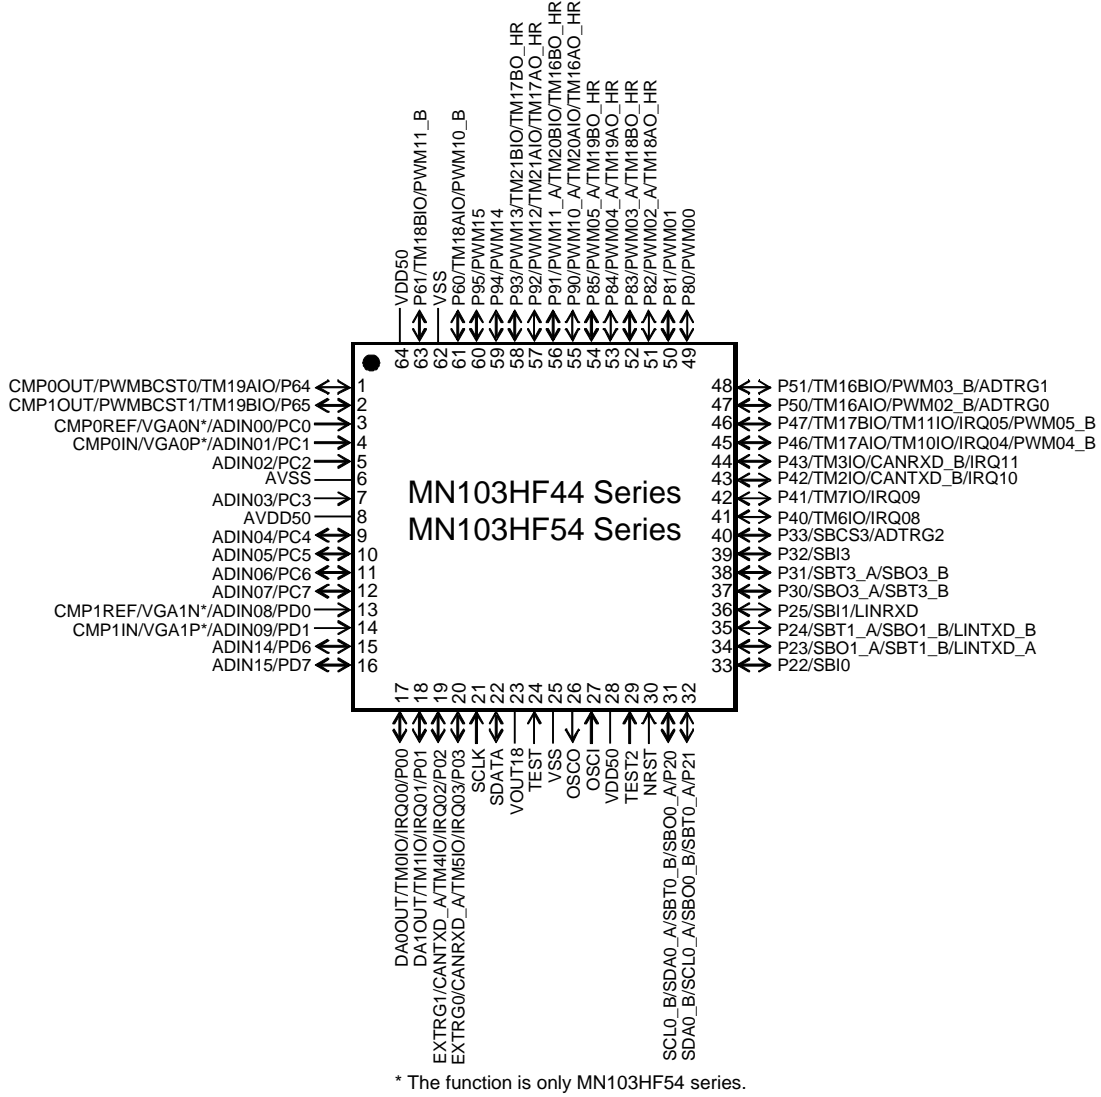 VDD50
P61/TM18BIO/PWM11_B
VSS
P60/TM18AIO/PWM10_B
P95/PWM15
P94/PWM14
P93/PWM13/TM21BIO/TM17BO_HR
P92/PWM12/TM21AIO/TM17AO_HR
P91/PWM11_A/TM20BIO/TM16BO_HR
P90/PWM10_A/TM20AIO/TM16AO_HR
P85/PWM05_A/TM19BO_HR
P84/PWM04_A/TM19AO_HR
P83/PWM03_A/TM18BO_HR
P82/PWM02_A/TM18AO_HR
P81/PWM01
P80/PWM00
64 63 62 61 60 59 58 57 56 55 54 53 52 51 50 49
CMP0OUT/PWMBCST0/TM19AIO/P64 1
CMP1OUT/PWMBCST1/TM19BIO/P65 2
CMP0REF/VGA0N*/ADIN00/PC0 3
CMP0IN/VGA0P*/ADIN01/PC1 4
ADIN02/PC2 5
AVSS 6
ADIN03/PC3 7
AVDD50 8
ADIN04/PC4 9
ADIN05/PC5 10
ADIN06/PC6 11
ADIN07/PC7 12
CMP1REF/VGA1N*/ADIN08/PD0 13
CMP1IN/VGA1P*/ADIN09/PD1 14
ADIN14/PD6 15
ADIN15/PD7 16
MN103HF44 Series
MN103HF54 Series
48 P51/TM16BIO/PWM03_B/ADTRG1
47 P50/TM16AIO/PWM02_B/ADTRG0
46 P47/TM17BIO/TM11IO/IRQ05/PWM05_B
45 P46/TM17AIO/TM10IO/IRQ04/PWM04_B
44 P43/TM3IO/CANRXD_B/IRQ11
43 P42/TM2IO/CANTXD_B/IRQ10
42 P41/TM7IO/IRQ09
41 P40/TM6IO/IRQ08
40 P33/SBCS3/ADTRG2
39 P32/SBI3
38 P31/SBT3_A/SBO3_B
37 P30/SBO3_A/SBT3_B
36 P25/SBI1/LINRXD
35 P24/SBT1_A/SBO1_B/LINTXD_B
34 P23/SBO1_A/SBT1_B/LINTXD_A
33 P22/SBI0
17 18 19 20 21 22 23 24 25 26 27 28 29 30 31 32
DA0OUT/TM0IO/IRQ00/P00
DA1OUT/TM1IO/IRQ01/P01
EXTRG1/CANTXD_A/TM4IO/IRQ02/P02
EXTRG0/CANRXD_A/TM5IO/IRQ03/P03
SCLK
SDATA
VOUT18
TEST
VSS
OSCO
OSCI
VDD50
TEST2
NRST
SCL0_B/SDA0_A/SBT0_B/SBO0_A/P20
SDA0_B/SCL0_A/SBO0_B/SBT0_A/P21
* The function is only MN103HF54 series.